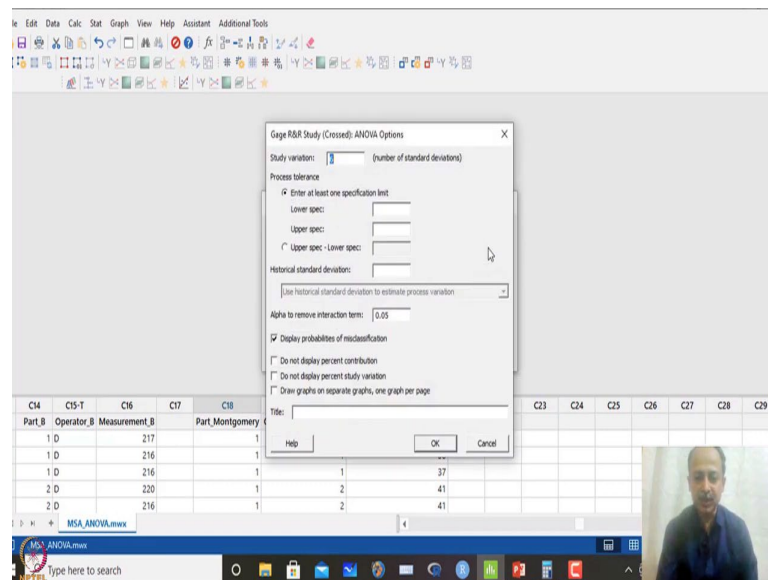 Edit Data Calc Stat Graph View Help Assistant Additional Tools
Gage R&R Study (Crossed): ANOVA Options
Study variation: (number of standard deviations)
Process tolerance
Enter at least one specification limit
Lower spec:
Upper spec:
Upper spec - Lower spec:
Historical standard deviation:
Use historical standard deviation to estimate process variation
Alpha to remove interaction term: 0.05
Display probabilities of misclassification
Do not display percent contribution
Do not display percent study variation
Draw graphs on separate graphs, one graph per page
Title:
Help OK Cancel
C14 C15-T C16 C17 C18 C23 C24 C25 C26 C27 C28 C29
Part_B Operator_B Measurement_B Part_Montgomery
1 D 217 1
1 D 216 1
1 D 216 1 1 37
2 D 220 1 2 41
2 D 216 1 2 41
MSA_ANOVA.mwx
MSA_ANOVA.mwx
Type here to search
NPTEL